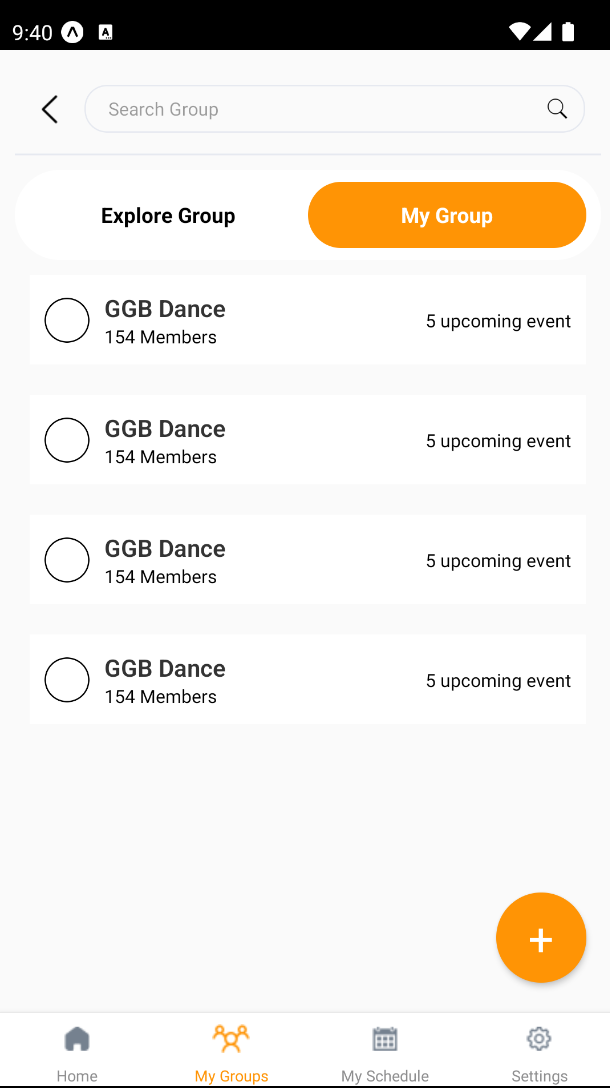 9:40
Search Group
Explore Group
My Group
GGB Dance
154 Members
5 upcoming event
GGB Dance
154 Members
5 upcoming event
GGB Dance
154 Members
5 upcoming event
GGB Dance
154 Members
5 upcoming event
+
Home
My Groups
My Schedule
Settings